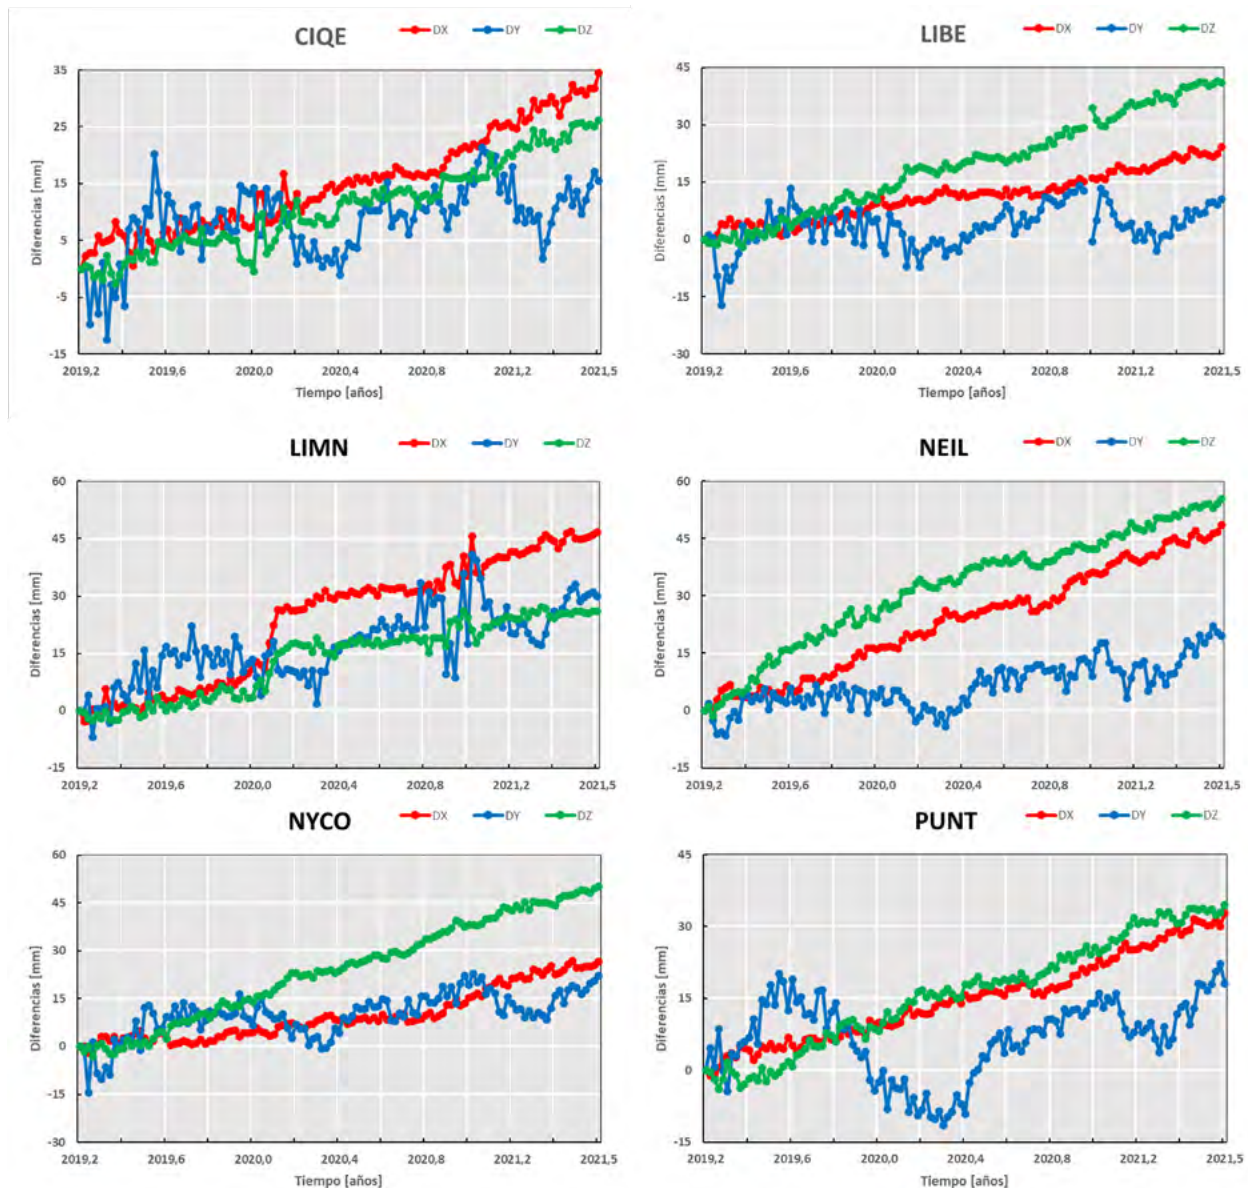 CIQE DX DY DZ
35
25
15
5
-5
-15
Diferencias [mm]
2019,2 2019,6 2020,0 2020,4 2020,8 2021,2 2021,5
Tiempo [años]
LIBE DX DY DZ
45
30
15
0
-15
-30
Diferencias [mm]
2019,2 2019,6 2020,0 2020,4 2020,8 2021,2 2021,5
Tiempo [años]
LIMN DX DY DZ
60
45
30
15
0
-15
Diferencias [mm]
2019,2 2019,6 2020,0 2020,4 2020,8 2021,2 2021,5
NEIL DX DY DZ
60
45
30
15
0
-15
Diferencias [mm]
2019,2 2019,6 2020,0 2020,4 2020,8 2021,2 2021,5
NYCO DX DY DZ
60
45
30
15
0
-15
-30
Diferencias [mm]
2019,2 2019,6 2020,0 2020,4 2020,8 2021,2 2021,5
Tiempo [años]
PUNT DX DY DZ
45
30
15
0
-15
Diferencias [mm]
2019,2 2019,6 2020,0 2020,4 2020,8 2021,2 2021,5
Tiempo [años]